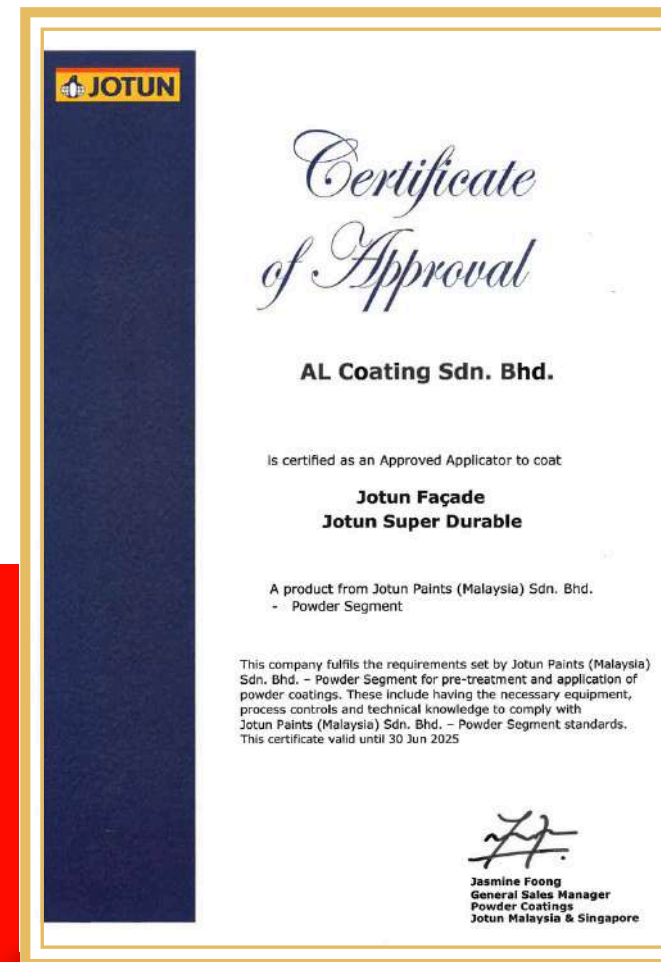 JOTUN
Certificate
of Approval
AL Coating Sdn. Bhd.
is certified as an Approved Applicator to coat
Jotun Façade
Jotun Super Durable
A product from Jotun Paints (Malaysia) Sdn. Bhd.
- Powder Segment
This company fulfils the requirements set by Jotun Paints (Malaysia)
Sdn. Bhd. – Powder Segment for pre-treatment and application of
powder coatings. These include having the necessary equipment,
process controls and technical knowledge to comply with
Jotun Paints (Malaysia) Sdn. Bhd. – Powder Segment standards.
This certificate valid until 30 Jun 2025
Jasmine Foong
General Sales Manager
Powder Coatings
Jotun Malaysia & Singapore